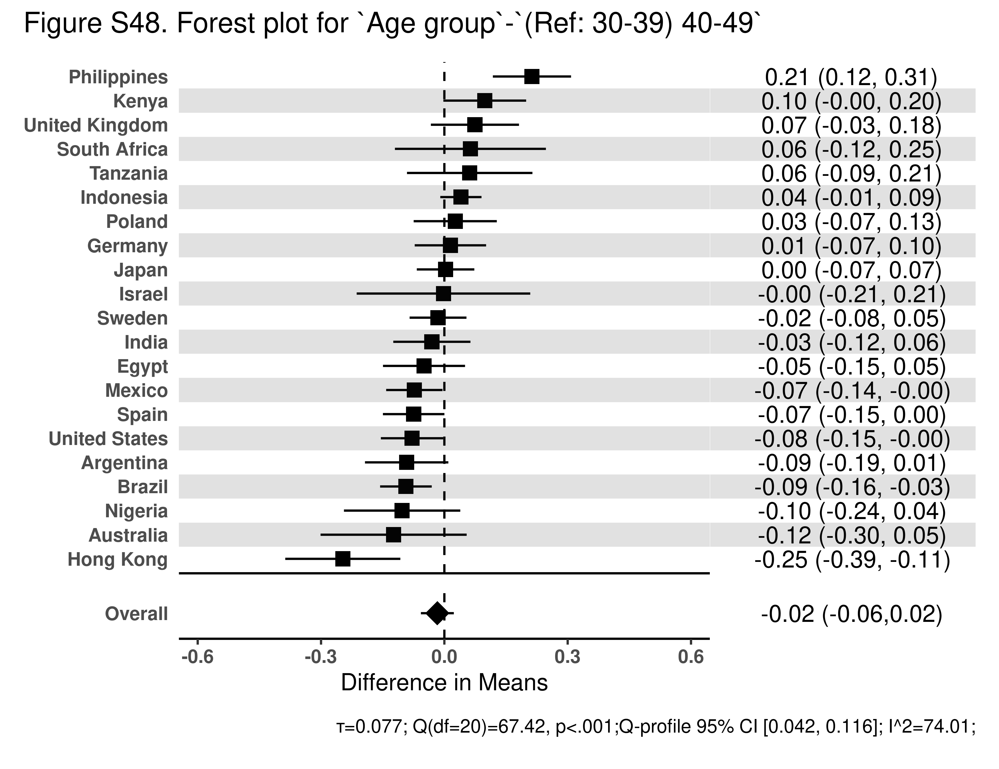 Figure S48. Forest plot for `Age group`-`(Ref: 30-39) 40-49`
Philippines 0.21 (0.12, 0.31)
Kenya 0.10 (-0.00, 0.20)
United Kingdom 0.07 (-0.03, 0.18)
South Africa 0.06 (-0.12, 0.25)
Tanzania 0.06 (-0.09, 0.21)
Indonesia 0.04 (-0.01, 0.09)
Poland 0.03 (-0.07, 0.13)
Germany 0.01 (-0.07, 0.10)
Japan 0.00 (-0.07, 0.07)
Israel -0.00 (-0.21, 0.21)
Sweden -0.02 (-0.08, 0.05)
India -0.03 (-0.12, 0.06)
Egypt -0.05 (-0.15, 0.05)
Mexico -0.07 (-0.14, -0.00)
Spain -0.07 (-0.15, 0.00)
United States -0.08 (-0.15, -0.00)
Argentina -0.09 (-0.19, 0.01)
Brazil -0.09 (-0.16, -0.03)
Nigeria -0.10 (-0.24, 0.04)
Australia -0.12 (-0.30, 0.05)
Hong Kong -0.25 (-0.39, -0.11)
Overall -0.02 (-0.06,0.02)
-0.6 -0.3 0.0 0.3 0.6
Difference in Means
τ=0.077; Q(df=20)=67.42, p<.001;Q-profile 95% CI [0.042, 0.116]; I^2=74.01;